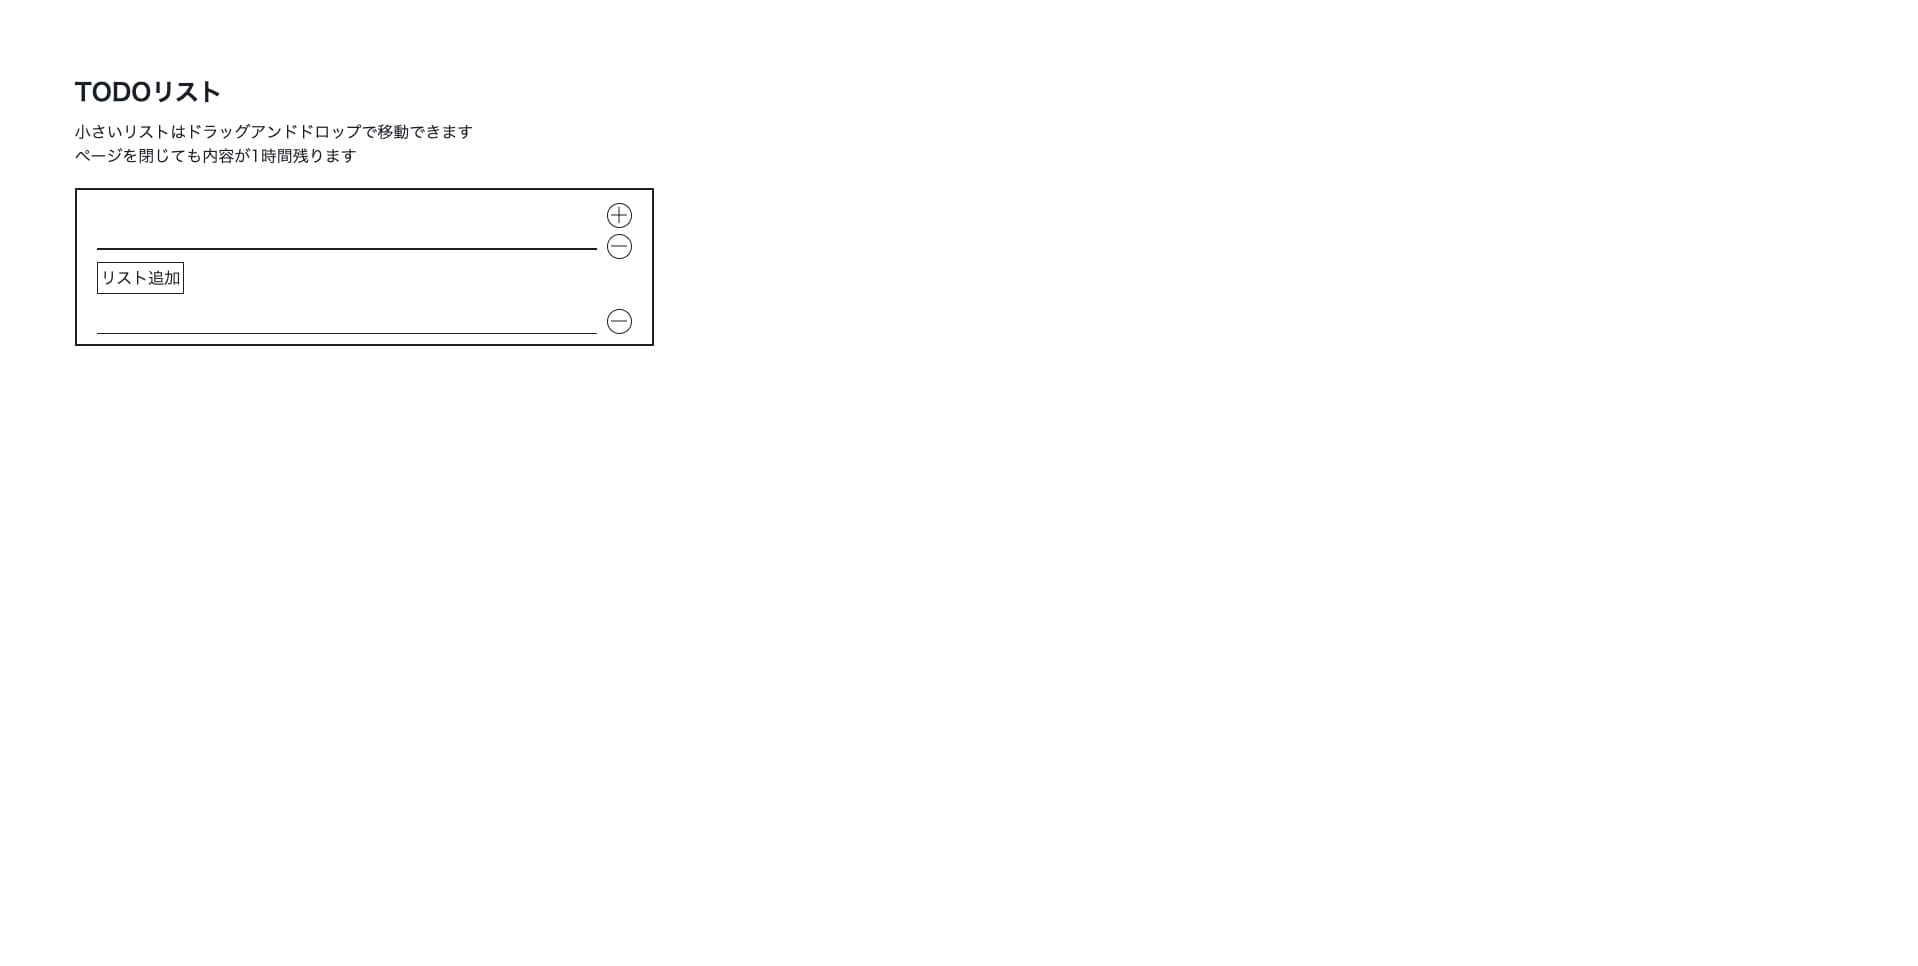 TODOリスト
小さいリストはドラッグアンドドロップで移動できます
ページを閉じても内容が1時間残ります
リスト追加